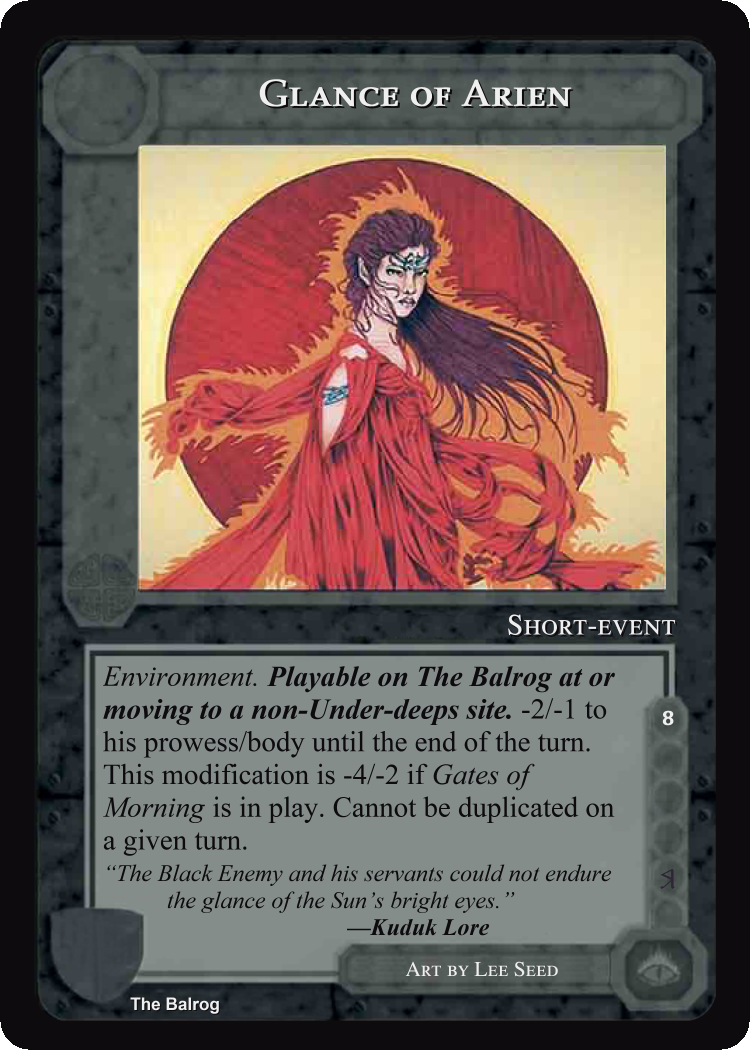 Glance of Arien
Short-event
Environment. Playable on The Balrog at or
moving to a non-Under-deeps site. -2/-1 to
his prowess/body until the end of the turn.
This modification is -4/-2 if Gates of
Morning is in play. Cannot be duplicated on
a given turn.
8
“The Black Enemy and his servants could not endure
the glance of the Sun’s bright eyes.”
—Kuduk Lore
Art by Lee Seed
The Balrog